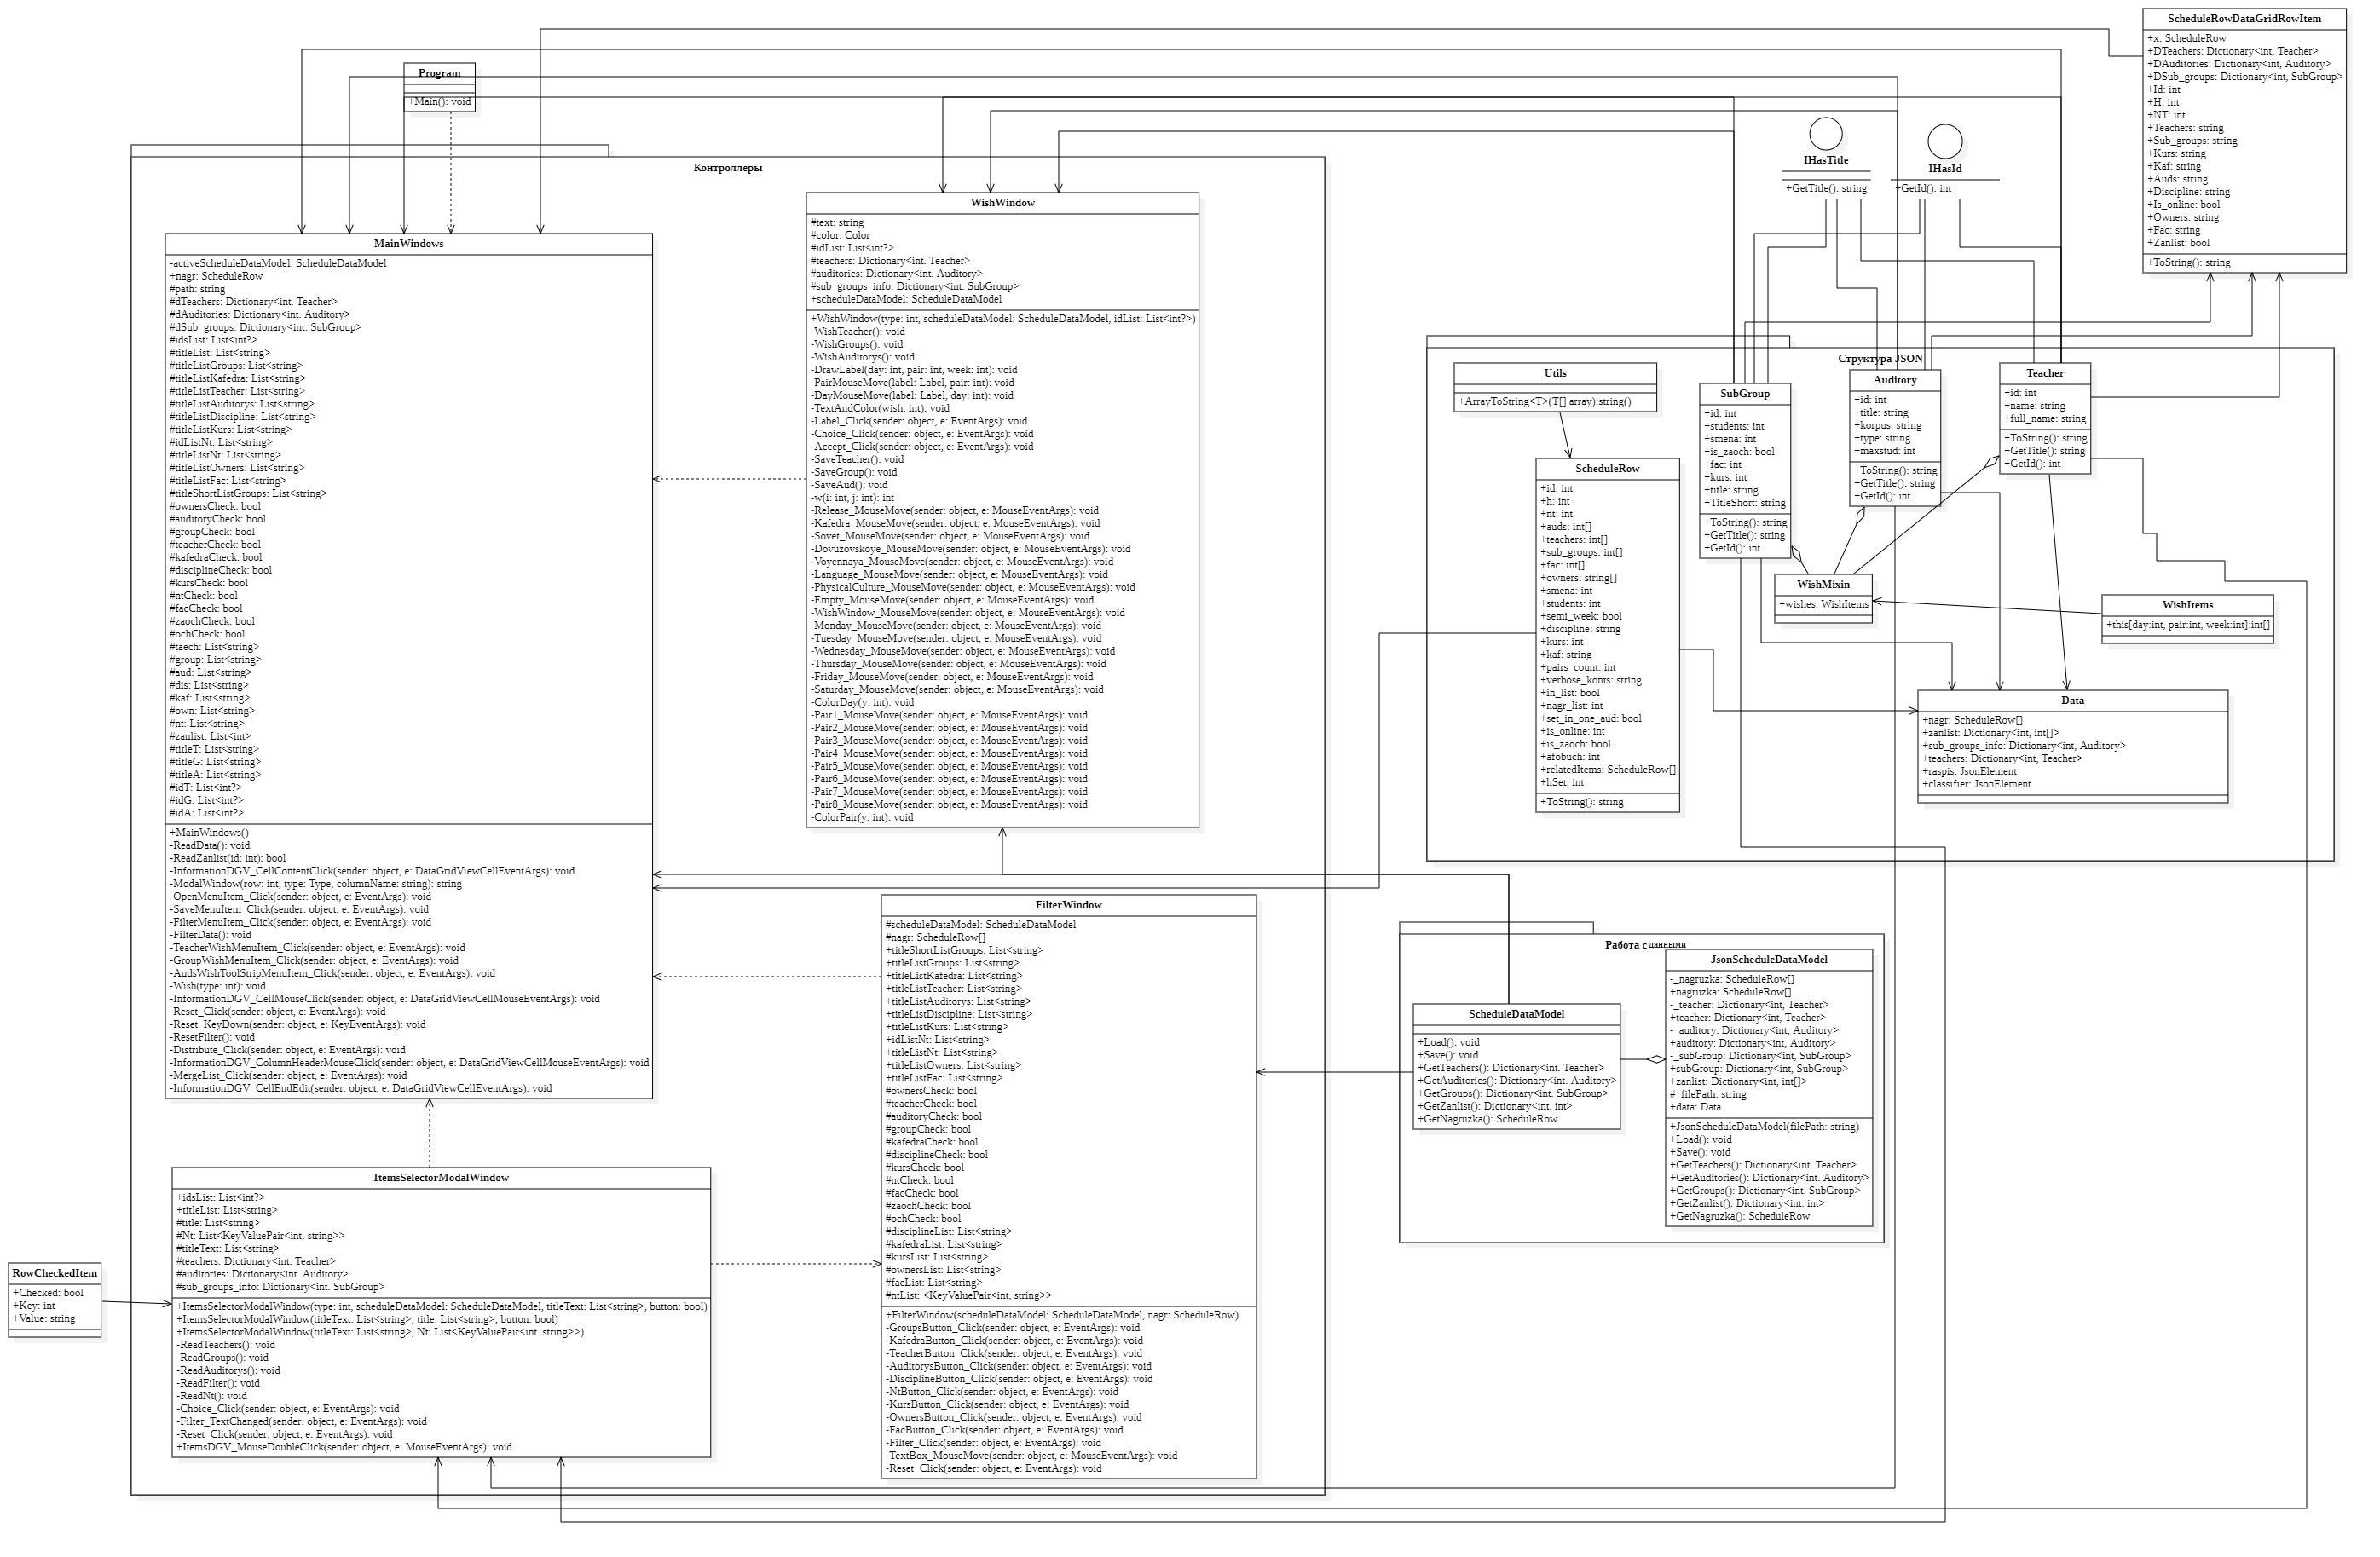 ScheduleRowDataGridRowItem
+x: ScheduleRow
+DTeachers: Dictionary<int, Teacher>
+DAuditories: Dictionary<int, Auditory>
+DSub_groups: Dictionary<int, SubGroup>
+Id: int
+H: int
+NT: int
+Teachers: string
+Sub_groups: string
+Kurs: string
+Kaf: string
+Auds: string
+Discipline: string
+Is_online: bool
+Owners: string
+Fac: string
+Zanlist: bool
+ToString(): string
Program
+Main(): void
IHasTitle
+GetTitle(): string
IHasId
+GetId(): int
Контроллеры
MainWindows
-activeScheduleDataModel: ScheduleDataModel
+nagr: ScheduleRow
#path: string
#dTeachers: Dictionary<int. Teacher>
#dAuditories: Dictionary<int. Auditory>
#dSub_groups: Dictionary<int. SubGroup>
#idsList: List<int?>
#titleList: List<string>
#titleListGroups: List<string>
#titleListKafedra: List<string>
#titleListTeacher: List<string>
#titleListAuditorys: List<string>
#titleListDiscipline: List<string>
#titleListKurs: List<string>
#idListNt: List<string>
#titleListNt: List<string>
#titleListOwners: List<string>
#titleListFac: List<string>
#titleShortListGroups: List<string>
#ownersCheck: bool
#auditoryCheck: bool
#groupCheck: bool
#teacherCheck: bool
#kafedraCheck: bool
#disciplineCheck: bool
#kursCheck: bool
#ntCheck: bool
#facCheck: bool
#zaochCheck: bool
#ochCheck: bool
#taech: List<string>
#group: List<string>
#aud: List<string>
#dis: List<string>
#kaf: List<string>
#own: List<string>
#nt: List<string>
#zanlist: List<int>
#titleT: List<string>
#titleG: List<string>
#titleA: List<string>
#idT: List<int?>
#idG: List<int?>
#idA: List<int?>
+MainWindows()
-ReadData(): void
-ReadZanlist(id: int): bool
-InformationDGV_CellContentClick(sender: object, e: DataGridViewCellEventArgs): void
-ModalWindow(row: int, type: Type, columnName: string): string
-OpenMenuItem_Click(sender: object, e: EventArgs): void
-SaveMenuItem_Click(sender: object, e: EventArgs): void
-FilterMenuItem_Click(sender: object, e: EventArgs): void
-FilterData(): void
-TeacherWishMenuItem_Click(sender: object, e: EventArgs): void
-GroupWishMenuItem_Click(sender: object, e: EventArgs): void
-AudsWishToolStripMenuItem_Click(sender: object, e: EventArgs): void
-Wish(type: int): void
-InformationDGV_CellMouseClick(sender: object, e: DataGridViewCellMouseEventArgs): void
-Reset_Click(sender: object, e: EventArgs): void
-Reset_KeyDown(sender: object, e: KeyEventArgs): void
-ResetFilter(): void
-Distribute_Click(sender: object, e: EventArgs): void
-InformationDGV_ColumnHeaderMouseClick(sender: object, e: DataGridViewCellMouseEventArgs): void
-MergeList_Click(sender: object, e: EventArgs): void
-InformationDGV_CellEndEdit(sender: object, e: DataGridViewCellEventArgs): void
WishWindow
#text: string
#color: Color
#idList: List<int?>
#teachers: Dictionary<int. Teacher>
#auditories: Dictionary<int. Auditory>
#sub_groups_info: Dictionary<int. SubGroup>
+scheduleDataModel: ScheduleDataModel
+WishWindow(type: int, scheduleDataModel: ScheduleDataModel, idList: List<int?>)
-WishTeacher(): void
-WishGroups(): void
-WishAuditorys(): void
-DrawLabel(day: int, pair: int, week: int): void
-PairMouseMove(label: Label, pair: int): void
-DayMouseMove(label: Label, day: int): void
-TextAndColor(wish: int): void
-Label_Click(sender: object, e: EventArgs): void
-Choice_Click(sender: object, e: EventArgs): void
-Accept_Click(sender: object, e: EventArgs): void
-SaveTeacher(): void
-SaveGroup(): void
-SaveAud(): void
-w(i: int, j: int): int
-Release_MouseMove(sender: object, e: MouseEventArgs): void
-Kafedra_MouseMove(sender: object, e: MouseEventArgs): void
-Sovet_MouseMove(sender: object, e: MouseEventArgs): void
-Dovuzovskoye_MouseMove(sender: object, e: MouseEventArgs): void
-Voyennaya_MouseMove(sender: object, e: MouseEventArgs): void
-Language_MouseMove(sender: object, e: MouseEventArgs): void
-PhysicalCulture_MouseMove(sender: object, e: MouseEventArgs): void
-Empty_MouseMove(sender: object, e: MouseEventArgs): void
-WishWindow_MouseMove(sender: object, e: MouseEventArgs): void
-Monday_MouseMove(sender: object, e: MouseEventArgs): void
-Tuesday_MouseMove(sender: object, e: MouseEventArgs): void
-Wednesday_MouseMove(sender: object, e: MouseEventArgs): void
-Thursday_MouseMove(sender: object, e: MouseEventArgs): void
-Friday_MouseMove(sender: object, e: MouseEventArgs): void
-Saturday_MouseMove(sender: object, e: MouseEventArgs): void
-ColorDay(y: int): void
-Pair1_MouseMove(sender: object, e: MouseEventArgs): void
-Pair2_MouseMove(sender: object, e: MouseEventArgs): void
-Pair3_MouseMove(sender: object, e: MouseEventArgs): void
-Pair4_MouseMove(sender: object, e: MouseEventArgs): void
-Pair5_MouseMove(sender: object, e: MouseEventArgs): void
-Pair6_MouseMove(sender: object, e: MouseEventArgs): void
-Pair7_MouseMove(sender: object, e: MouseEventArgs): void
-Pair8_MouseMove(sender: object, e: MouseEventArgs): void
-ColorPair(y: int): void
Структура JSON
Utils
+ArrayToString<T>(T[] array):string()
ScheduleRow
+id: int
+h: int
+nt: int
+auds: int[]
+teachers: int[]
+sub_groups: int[]
+fac: int[]
+owners: string[]
+smena: int
+students: int
+semi_week: bool
+discipline: string
+kurs: int
+kaf: string
+pairs_count: int
+verbose_konts: string
+in_list: bool
+nagr_list: int
+set_in_one_aud: bool
+is_online: int
+is_zaoch: bool
+afobuch: int
+relatedItems: ScheduleRow[]
+hSet: int
+ToString(): string
SubGroup
+id: int
+students: int
+smena: int
+is_zaoch: bool
+fac: int
+kurs: int
+title: string
+TitleShort: string
+ToString(): string
+GetTitle(): string
+GetId(): int
Auditory
+id: int
+title: string
+korpus: string
+type: string
+maxstud: int
+ToString(): string
+GetTitle(): string
+GetId(): int
Teacher
+id: int
+name: string
+full_name: string
+ToString(): string
+GetTitle(): string
+GetId(): int
WishMixin
+wishes: WishItems
WishItems
+this[day:int, pair:int, week:int]:int[]
Data
+nagr: ScheduleRow[]
+zanlist: Dictionary<int, int[]>
+sub_groups_info: Dictionary<int, Auditory>
+teachers: Dictionary<int, Teacher>
+raspis: JsonElement
+classifier: JsonElement
FilterWindow
#scheduleDataModel: ScheduleDataModel
#nagr: ScheduleRow[]
+titleShortListGroups: List<string>
+titleListGroups: List<string>
+titleListKafedra: List<string>
+titleListTeacher: List<string>
+titleListAuditorys: List<string>
+titleListDiscipline: List<string>
+titleListKurs: List<string>
+idListNt: List<string>
+titleListNt: List<string>
+titleListOwners: List<string>
+titleListFac: List<string>
#ownersCheck: bool
#teacherCheck: bool
#auditoryCheck: bool
#groupCheck: bool
#kafedraCheck: bool
#disciplineCheck: bool
#kursCheck: bool
#ntCheck: bool
#facCheck: bool
#zaochCheck: bool
#ochCheck: bool
#disciplineList: List<string>
#kafedraList: List<string>
#kursList: List<string>
#ownersList: List<string>
#facList: List<string>
#ntList: <KeyValuePair<int, string>>
+FilterWindow(scheduleDataModel: ScheduleDataModel, nagr: ScheduleRow)
-GroupsButton_Click(sender: object, e: EventArgs): void
-KafedraButton_Click(sender: object, e: EventArgs): void
-TeacherButton_Click(sender: object, e: EventArgs): void
-AuditorysButton_Click(sender: object, e: EventArgs): void
-DisciplineButton_Click(sender: object, e: EventArgs): void
-NtButton_Click(sender: object, e: EventArgs): void
-KursButton_Click(sender: object, e: EventArgs): void
-OwnersButton_Click(sender: object, e: EventArgs): void
-FacButton_Click(sender: object, e: EventArgs): void
-Filter_Click(sender: object, e: EventArgs): void
-TextBox_MouseMove(sender: object, e: MouseEventArgs): void
-Reset_Click(sender: object, e: EventArgs): void
Работа с данными
ScheduleDataModel
+Load(): void
+Save(): void
+GetTeachers(): Dictionary<int. Teacher>
+GetAuditories(): Dictionary<int. Auditory>
+GetGroups(): Dictionary<int. SubGroup>
+GetZanlist(): Dictionary<int. int>
+GetNagruzka(): ScheduleRow
JsonScheduleDataModel
-_nagruzka: ScheduleRow[]
+nagruzka: ScheduleRow[]
-_teacher: Dictionary<int, Teacher>
+teacher: Dictionary<int, Teacher>
-_auditory: Dictionary<int, Auditory>
+auditory: Dictionary<int, Auditory>
-_subGroup: Dictionary<int, SubGroup>
+subGroup: Dictionary<int, SubGroup>
+zanlist: Dictionary<int, int[]>
#_filePath: string
+data: Data
+JsonScheduleDataModel(filePath: string)
+Load(): void
+Save(): void
+GetTeachers(): Dictionary<int. Teacher>
+GetAuditories(): Dictionary<int. Auditory>
+GetGroups(): Dictionary<int. SubGroup>
+GetZanlist(): Dictionary<int. int>
+GetNagruzka(): ScheduleRow
ItemsSelectorModalWindow
+idsList: List<int?>
+titleList: List<string>
#title: List<string>
#Nt: List<KeyValuePair<int. string>>
#titleText: List<string>
#teachers: Dictionary<int. Teacher>
#auditories: Dictionary<int. Auditory>
#sub_groups_info: Dictionary<int. SubGroup>
+ItemsSelectorModalWindow(type: int, scheduleDataModel: ScheduleDataModel, titleText: List<string>, button: bool)
+ItemsSelectorModalWindow(titleText: List<string>, title: List<string>, button: bool)
+ItemsSelectorModalWindow(titleText: List<string>, Nt: List<KeyValuePair<int. string>>)
-ReadTeachers(): void
-ReadGroups(): void
-ReadAuditorys(): void
-ReadFilter(): void
-ReadNt(): void
-Choice_Click(sender: object, e: EventArgs): void
-Filter_TextChanged(sender: object, e: EventArgs): void
-Reset_Click(sender: object, e: EventArgs): void
+ItemsDGV_MouseDoubleClick(sender: object, e: MouseEventArgs): void
RowCheckedItem
+Checked: bool
+Key: int
+Value: string